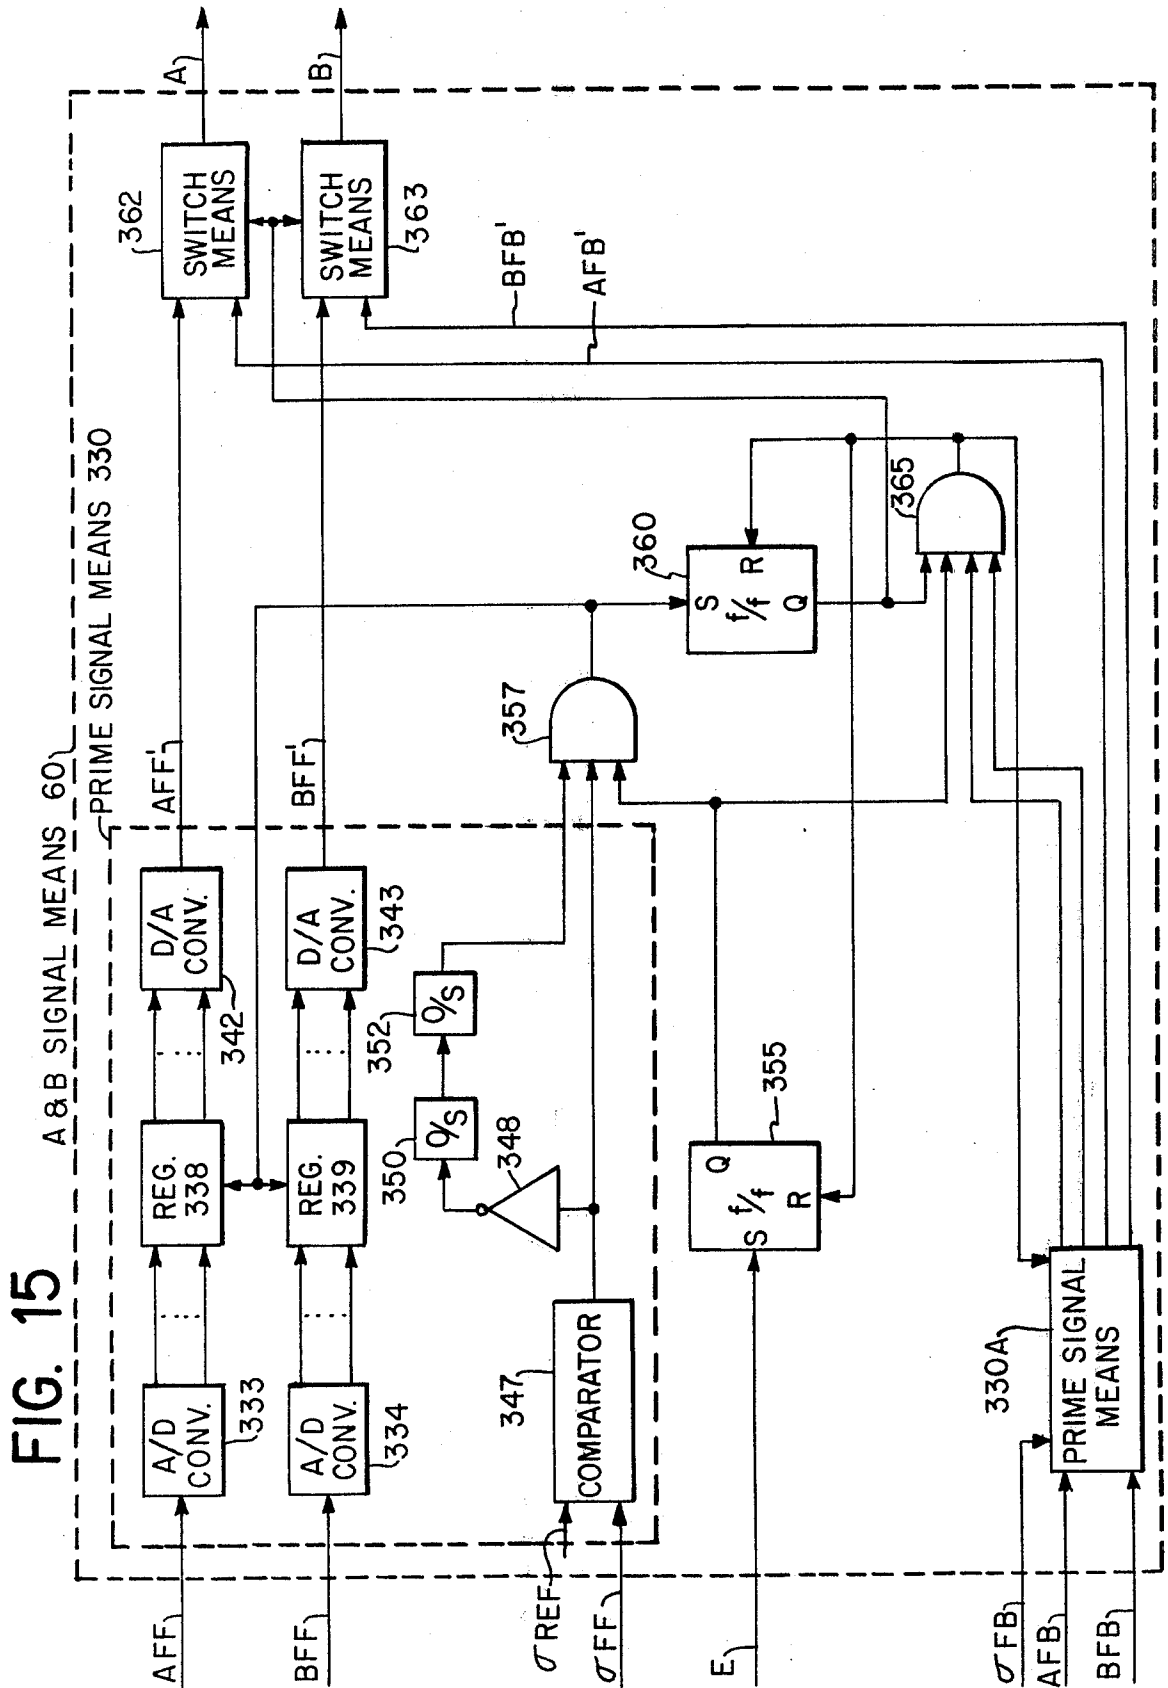 FIG. 15
A&B SIGNAL MEANS 60
PRIME SIGNAL MEANS 330
AFF
A/D
CONV.
333
REG.
338
D/A
CONV.
342
AFF'
362
SWITCH
MEANS
A
BFF
A/D
CONV.
334
REG.
339
D/A
CONV.
343
BFF'
SWITCH
MEANS
363
B
350
O/S
352
O/S
348
σREF
σFF
347
COMPARATOR
357
BFB'
AFB'
360
S
f/f
R
Q
E
355
S
f/f
Q
R
365
330A
PRIME SIGNAL
MEANS
σFB
AFB
BFB